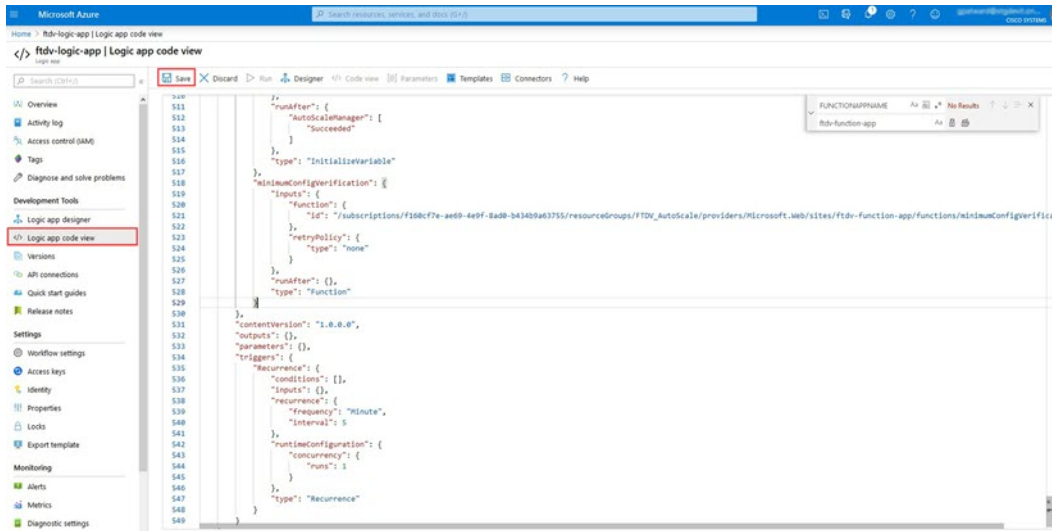 Microsoft Azure
Search resources, services, and docs (G+/)
CISCO SYSTEMS
Home > ftdv-logic-app | Logic app code view
</> ftdv-logic-app | Logic app code view
Logic app
Search (Ctrl+/)
«
Save Discard Run Designer </> Code view Parameters Templates Connectors ? Help
Overview
Activity log
Access control (IAM)
Tags
Diagnose and solve problems
Development Tools
Logic app designer
</> Logic app code view
Versions
API connections
Quick start guides
Release notes
Settings
Workflow settings
Access keys
Identity
Properties
Locks
Export template
Monitoring
Alerts
Metrics
Diagnostic settings
FUNCTIONAPPNAME Aa No Results
ftdv-function-app
510 },
511 "runAfter": {
512 "AutoScaleManager": [
513 "Succeeded"
514 ]
515 },
516 "type": "InitializeVariable"
517 },
518 "minimumConfigVerification": {
519 "inputs": {
520 "function": {
521 "id": "/subscriptions/f160cf7e-ae69-4e9f-8ad0-b434b9a63755/resourceGroups/FTDV_AutoScale/providers/Microsoft.Web/sites/ftdv-function-app/functions/minimumConfigVerifica
522 },
523 "retryPolicy": {
524 "type": "none"
525 }
526 },
527 "runAfter": {},
528 "type": "Function"
529 }
530 },
531 "contentVersion": "1.0.0.0",
532 "outputs": {},
533 "parameters": {},
534 "triggers": {
535 "Recurrence": {
536 "conditions": [],
537 "inputs": {},
538 "recurrence": {
539 "frequency": "Minute",
540 "interval": 5
541 },
542 "runtimeConfiguration": {
543 "concurrency": {
544 "runs": 1
545 }
546 },
547 "type": "Recurrence"
548 }
549 }